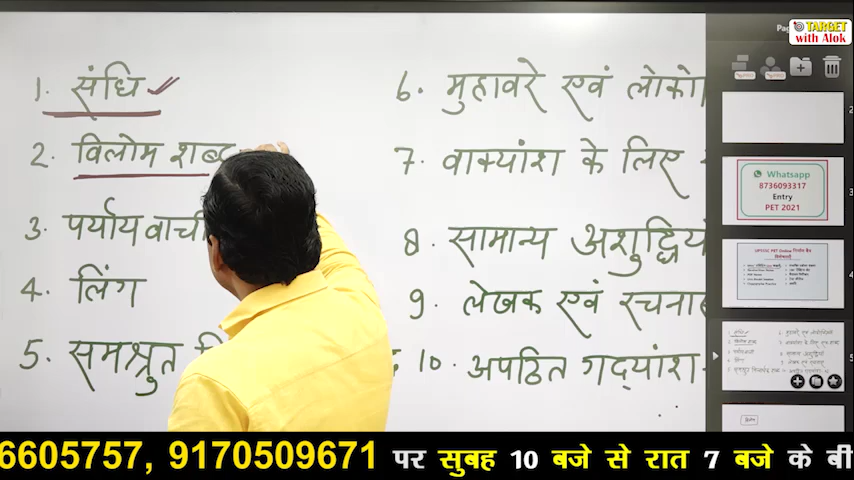 1. संधि
2. विलोम शब्द
3. पर्यायवाची
4. लिंग
5. समश्रुत
6. मुहावरे एवं लोको
7. वाक्यांश के लिए
8. सामान्य अशुद्धिय
9. लेखक एवं रचना
10. अपठित गद्यांश
TARGET
with Alok
Whatsapp
8736093317
Entry
PET 2021
6605757, 9170509671 पर सुबह 10 बजे से रात 7 बजे के बी